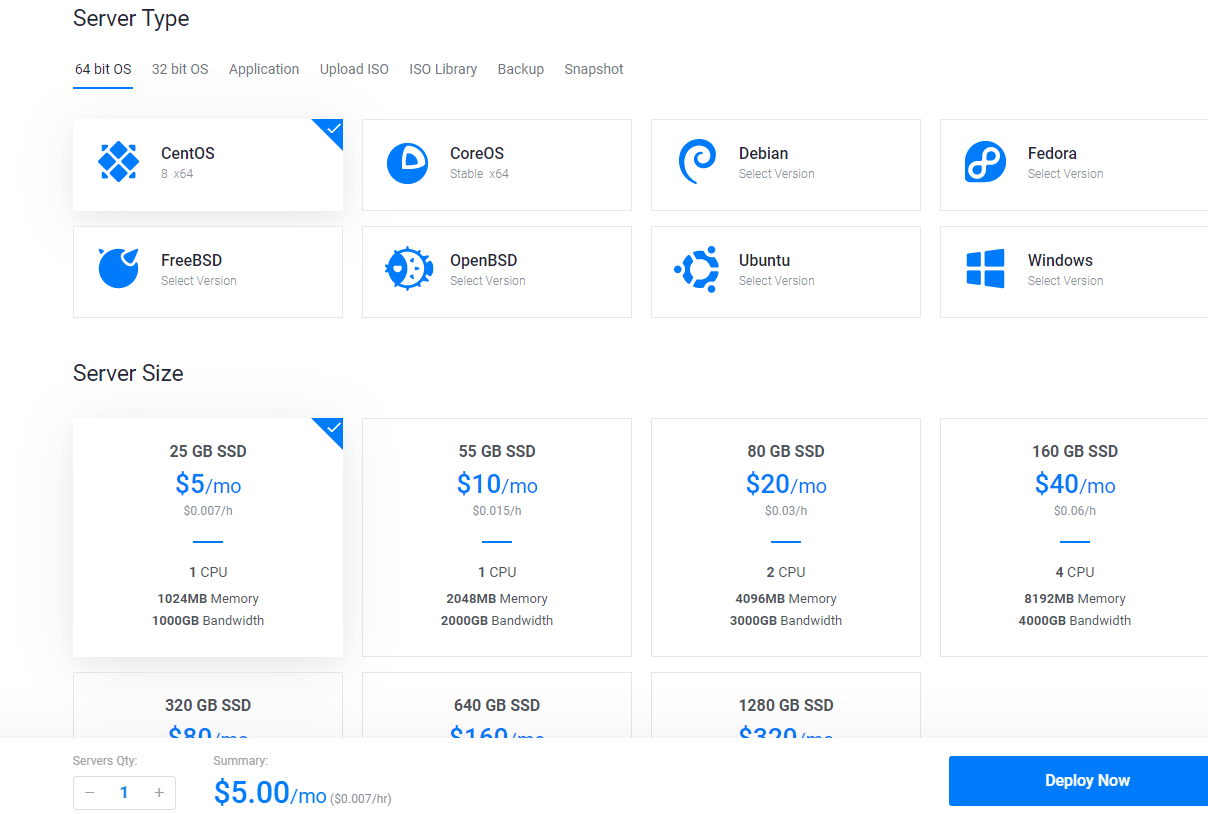 Server Type
64 bit OS 32 bit OS Application Upload ISO ISO Library Backup Snapshot
CentOS
8 x64
CoreOS
Stable x64
Debian
Select Version
Fedora
Select Version
FreeBSD
Select Version
OpenBSD
Select Version
Ubuntu
Select Version
Windows
Select Version
Server Size
25 GB SSD
$5/mo
$0.007/h
1 CPU
1024MB Memory
1000GB Bandwidth
55 GB SSD
$10/mo
$0.015/h
1 CPU
2048MB Memory
2000GB Bandwidth
80 GB SSD
$20/mo
$0.03/h
2 CPU
4096MB Memory
3000GB Bandwidth
160 GB SSD
$40/mo
$0.06/h
4 CPU
8192MB Memory
4000GB Bandwidth
320 GB SSD
$80/mo
640 GB SSD
$160/mo
1280 GB SSD
$320/mo
Servers Qty:
− 1 +
Summary:
$5.00/mo ($0.007/hr)
Deploy Now